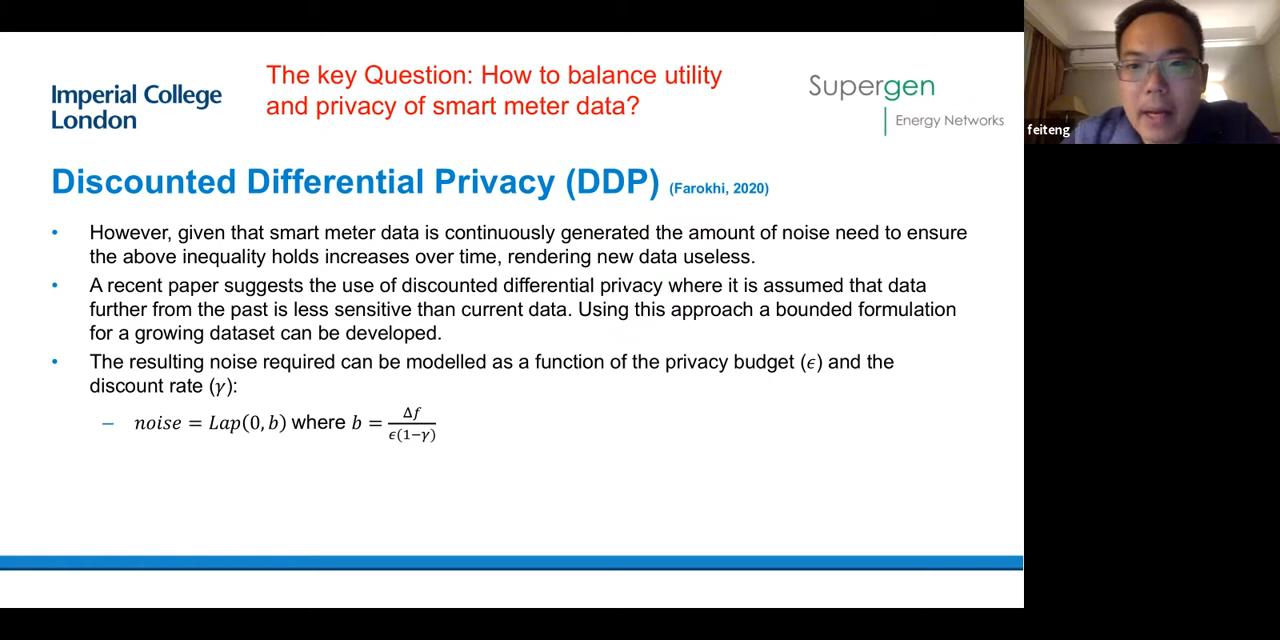 The key Question: How to balance utility
and privacy of smart meter data?
Imperial College
London
Supergen
Energy Networks
feiteng
Discounted Differential Privacy (DDP) (Farokhi, 2020)
• However, given that smart meter data is continuously generated the amount of noise need to ensure
the above inequality holds increases over time, rendering new data useless.
• A recent paper suggests the use of discounted differential privacy where it is assumed that data
further from the past is less sensitive than current data. Using this approach a bounded formulation
for a growing dataset can be developed.
• The resulting noise required can be modelled as a function of the privacy budget (ϵ) and the
discount rate (γ):
– noise = Lap(0, b) where b = Δf / ϵ(1−γ)